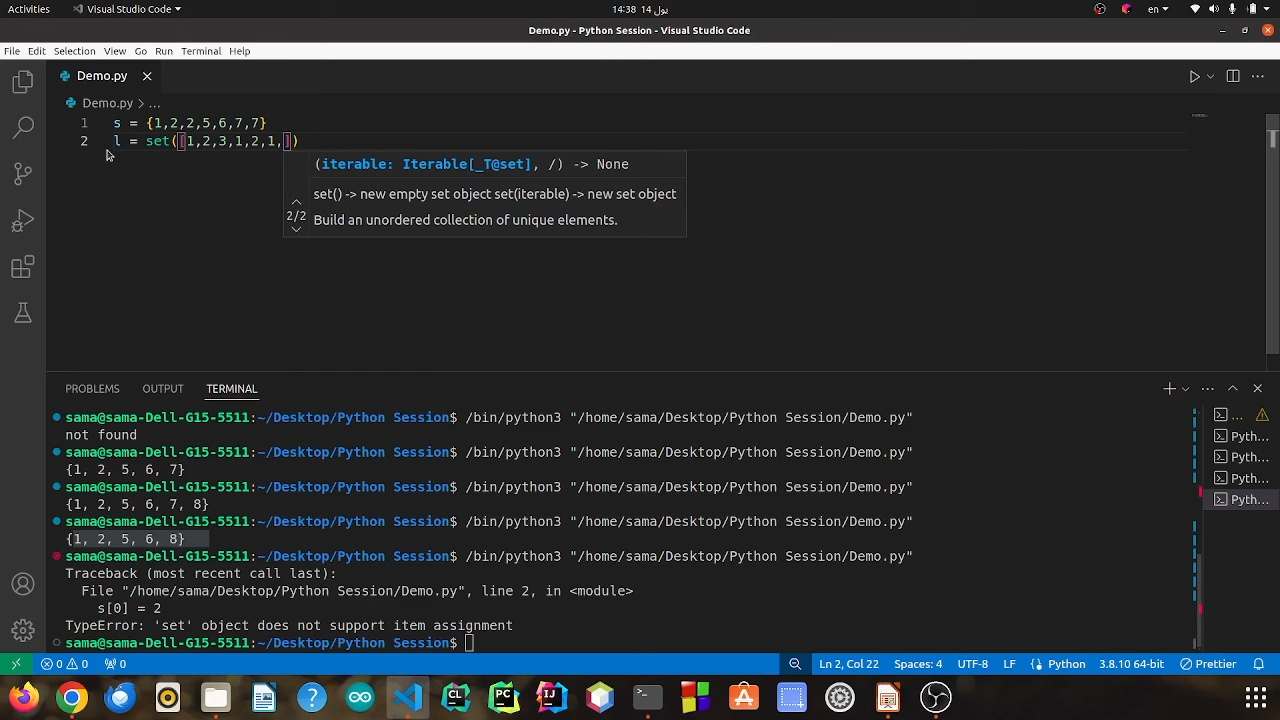 Activities
Visual Studio Code
14:38 14 يول
en
Demo.py - Python Session - Visual Studio Code
File Edit Selection View Go Run Terminal Help
Demo.py
Demo.py > ...
1 s = {1,2,2,5,6,7,7}
2 l = set([1,2,3,1,2,1,])
(iterable: Iterable[_T@set], /) -> None
set() -> new empty set object set(iterable) -> new set object
2/2
Build an unordered collection of unique elements.
PROBLEMS OUTPUT TERMINAL
sama@sama-Dell-G15-5511:~/Desktop/Python Session$ /bin/python3 "/home/sama/Desktop/Python Session/Demo.py"
not found
sama@sama-Dell-G15-5511:~/Desktop/Python Session$ /bin/python3 "/home/sama/Desktop/Python Session/Demo.py"
{1, 2, 5, 6, 7}
sama@sama-Dell-G15-5511:~/Desktop/Python Session$ /bin/python3 "/home/sama/Desktop/Python Session/Demo.py"
{1, 2, 5, 6, 7, 8}
sama@sama-Dell-G15-5511:~/Desktop/Python Session$ /bin/python3 "/home/sama/Desktop/Python Session/Demo.py"
{1, 2, 5, 6, 8}
sama@sama-Dell-G15-5511:~/Desktop/Python Session$ /bin/python3 "/home/sama/Desktop/Python Session/Demo.py"
Traceback (most recent call last):
File "/home/sama/Desktop/Python Session/Demo.py", line 2, in <module>
s[0] = 2
TypeError: 'set' object does not support item assignment
sama@sama-Dell-G15-5511:~/Desktop/Python Session$
...
Pyth...
Pyth...
Pyth...
Pyth...
0 0 0
Ln 2, Col 22 Spaces: 4 UTF-8 LF Python 3.8.10 64-bit Prettier
CL PC IJ